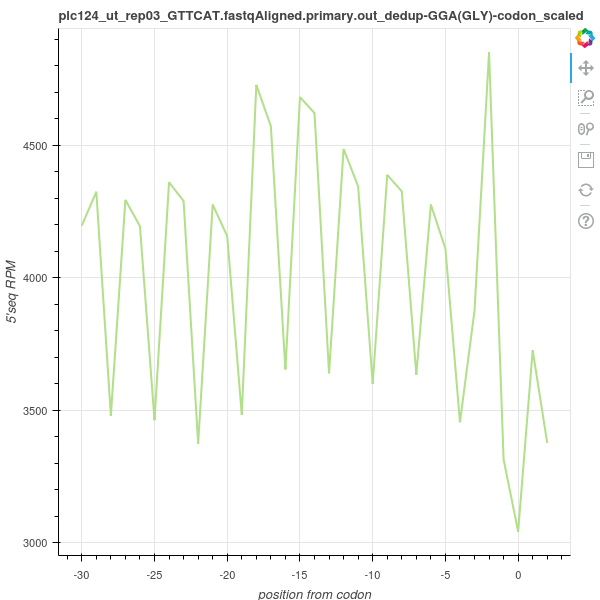 plc124_ut_rep03_GTTCAT.fastqAligned.primary.out_dedup-GGA(GLY)-codon_scaled
5'seq RPM
4500
4000
3500
3000
-30 -25 -20 -15 -10 -5 0
position from codon